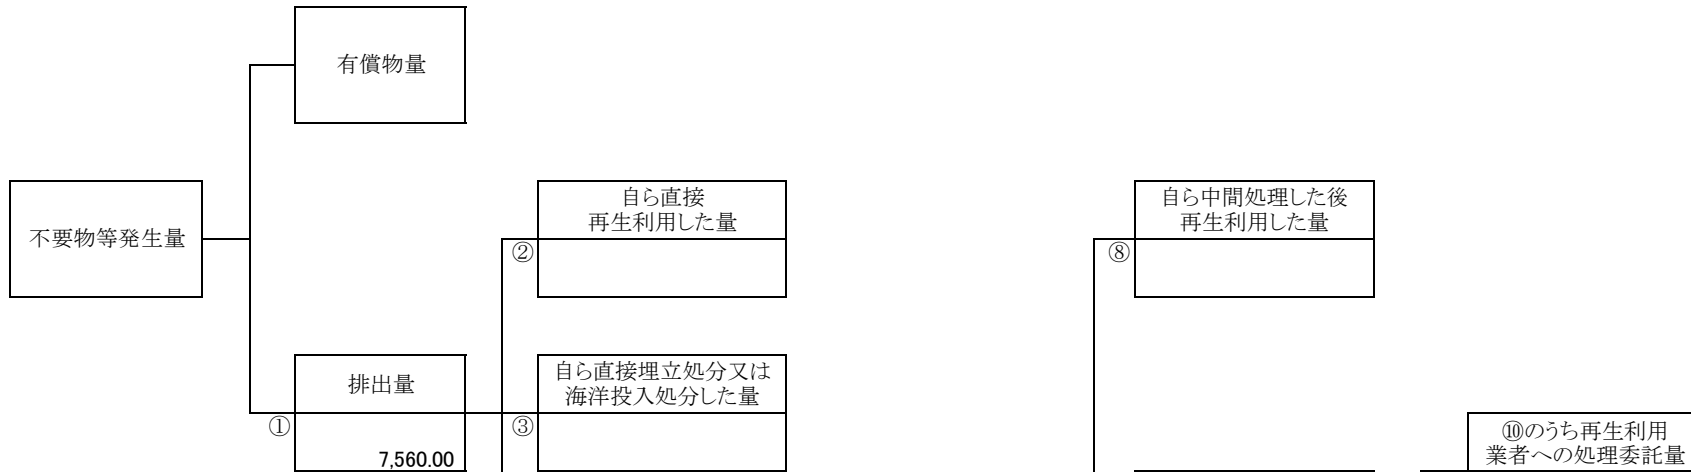 有償物量
不要物等発生量
自ら直接
再生利用した量
②
自ら中間処理した後
再生利用した量
⑧
排出量
①
7,560.00
自ら直接埋立処分又は
海洋投入処分した量
③
⑩のうち再生利用
業者への処理委託量